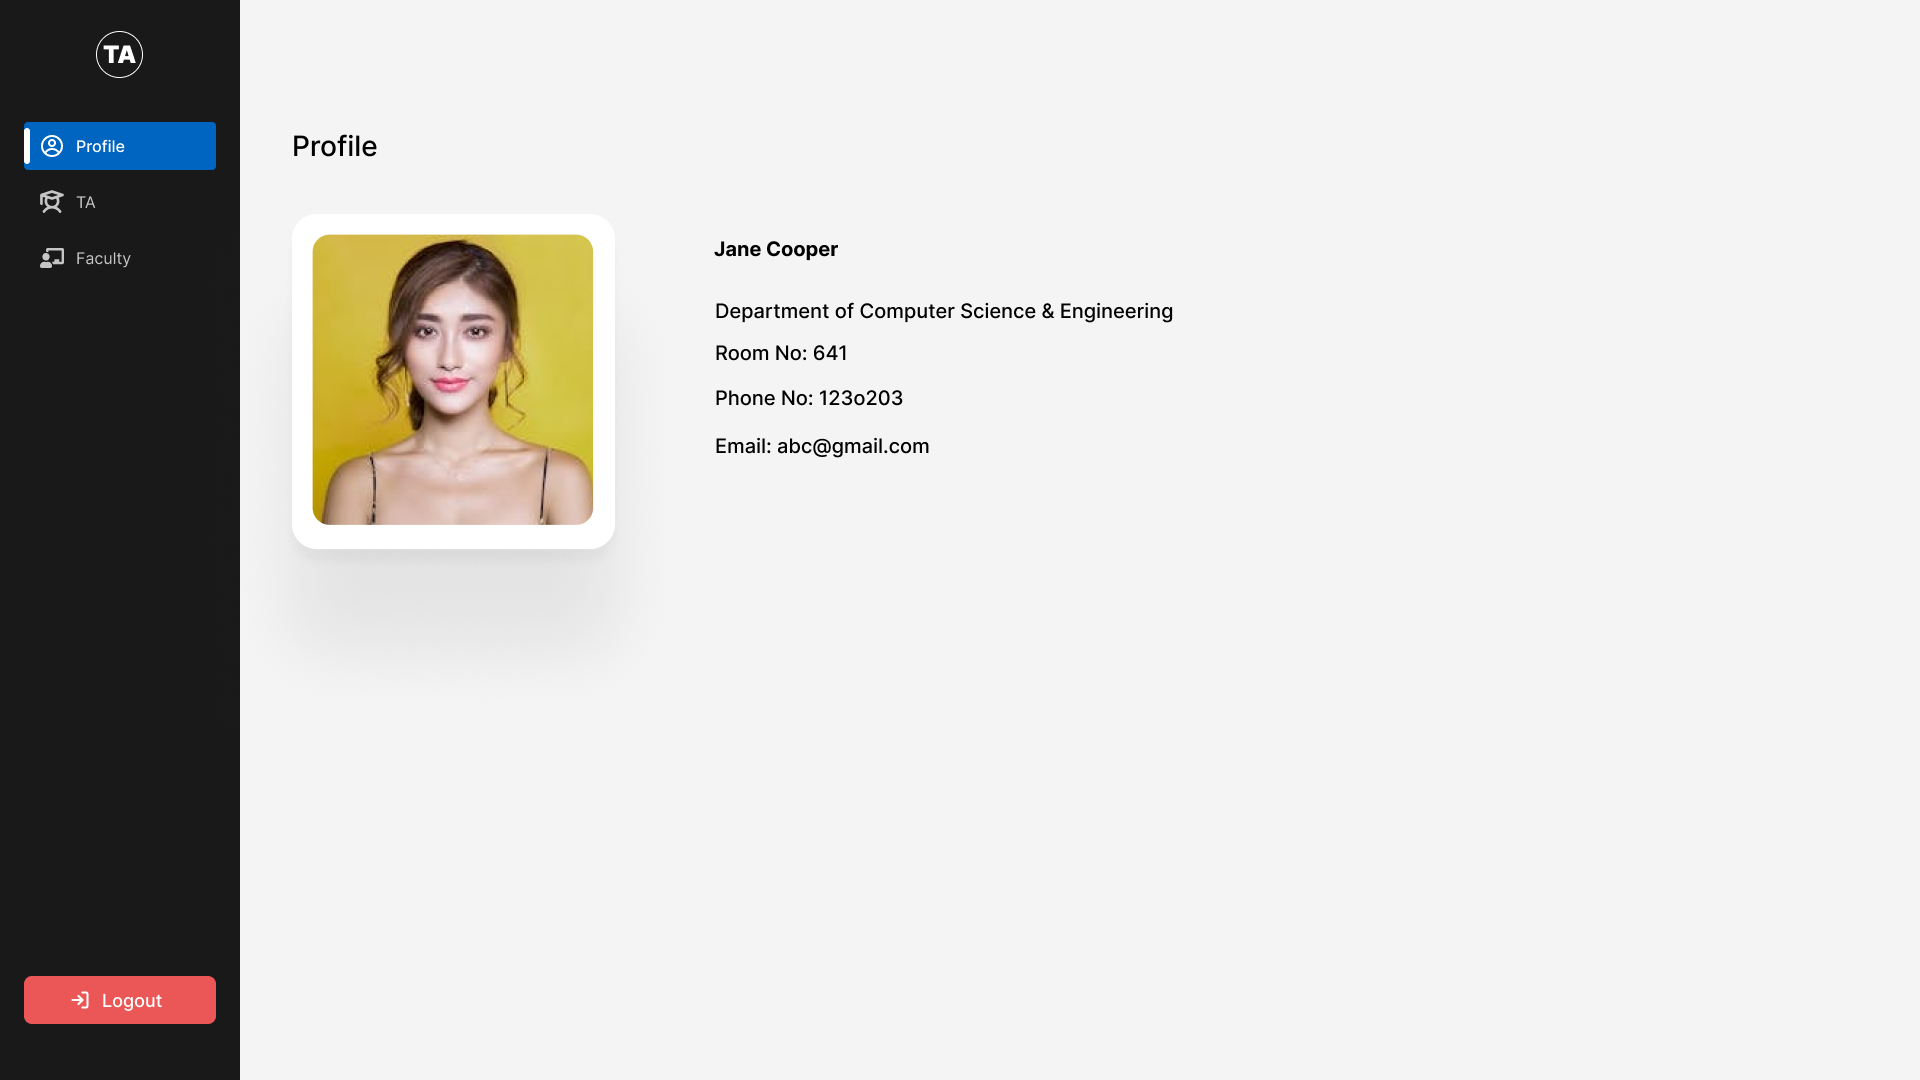 TA
Profile
TA
Faculty
Logout
Profile
Jane Cooper
Department of Computer Science & Engineering
Room No: 641
Phone No: 123o203
Email: abc@gmail.com